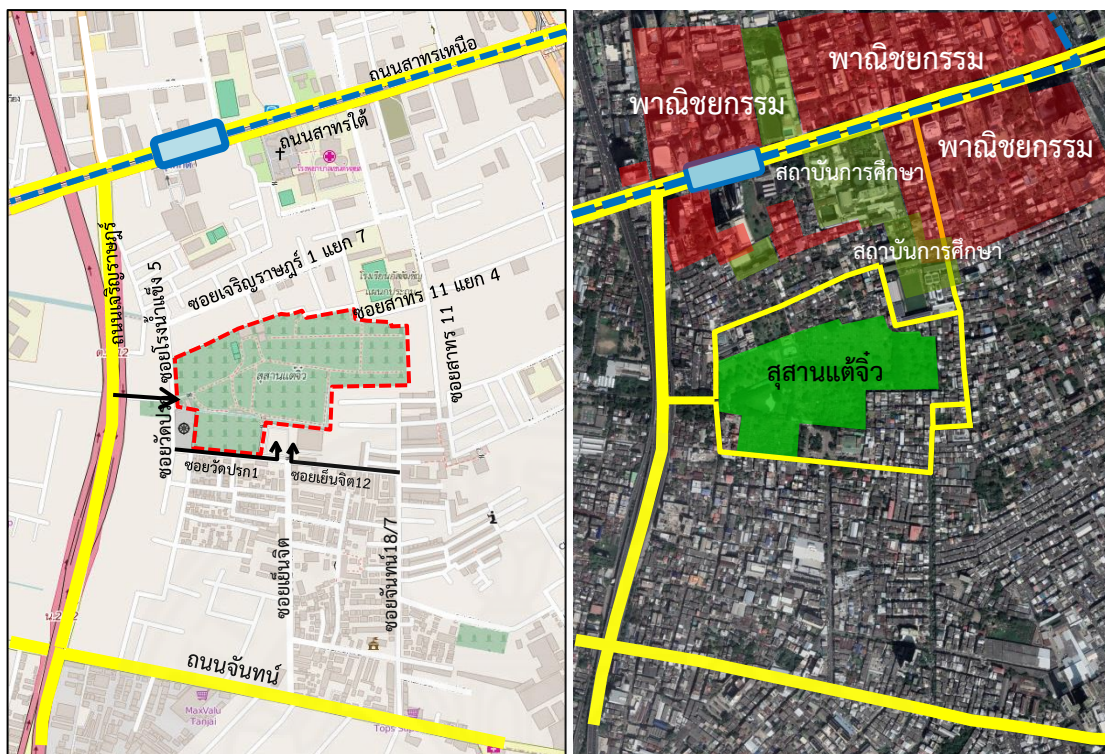 ถนนสาทรเหนือ
ถนนสาทรใต้
ถนนเจริญราษฎร์
ซอยโรงน้ำแข็ง 5
ซอยเจริญราษฎร์ 1 แยก 7
ซอยสาทร 11 แยก 4
ซอยสาทร 11
สุสานแต้จิ๋ว
ซอยวัดปรก
ซอยวัดปรก1
ซอยเย็นจิต12
ซอยเย็นจิต
ซอยจันทน์18/7
ถนนจันทน์
MaxValu
Tanjai
พาณิชยกรรม
พาณิชยกรรม
พาณิชยกรรม
สถาบันการศึกษา
สถาบันการศึกษา
สุสานแต้จิ๋ว